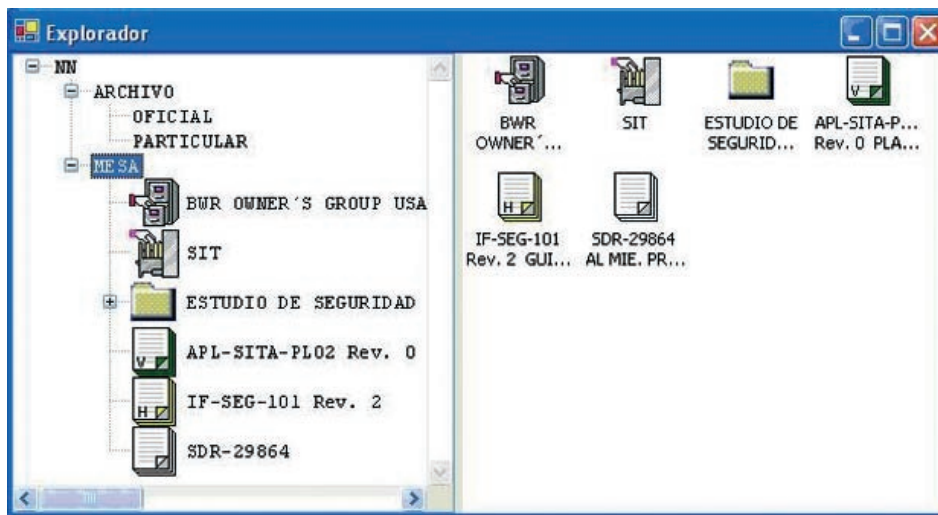 Explorador
NN
ARCHIVO
OFICIAL
PARTICULAR
MESA
BWR OWNER´S GROUP USA
SIT
ESTUDIO DE SEGURIDAD
APL-SITA-PL02 Rev. 0
V
IF-SEG-101 Rev. 2
H
SDR-29864
BWR
OWNER´...
SIT
ESTUDIO DE
SEGURID...
V
APL-SITA-P...
Rev. 0 PLA...
H
IF-SEG-101
Rev. 2 GUI...
SDR-29864
AL MIE. PR...